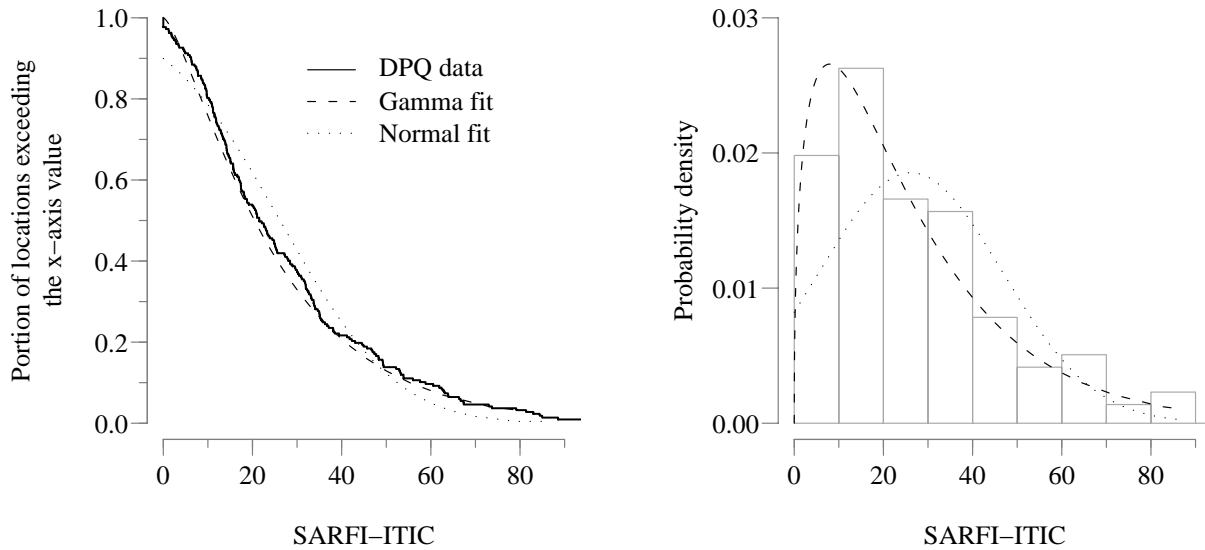 Portion of locations exceeding
the x−axis value
1.0
0.8
0.6
0.4
0.2
0.0
DPQ data
Gamma fit
Normal fit
0 20 40 60 80
SARFI−ITIC
Probability density
0.03
0.02
0.01
0.00
0 20 40 60 80
SARFI−ITIC